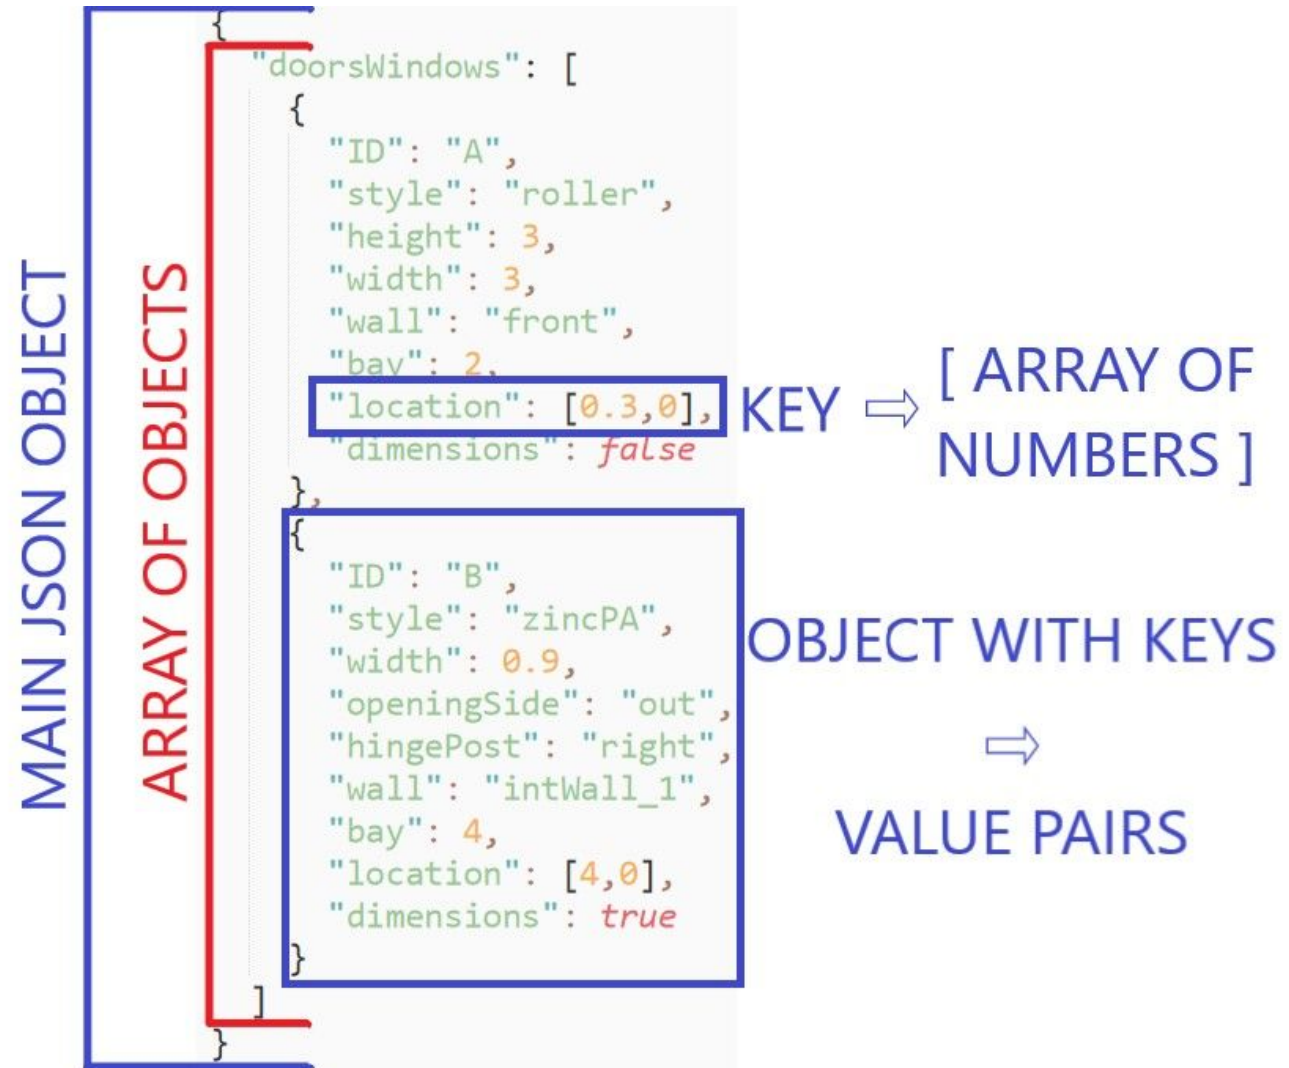 MAIN JSON OBJECT
ARRAY OF OBJECTS
{
"doorsWindows": [
{
"ID": "A",
"style": "roller",
"height": 3,
"width": 3,
"wall": "front",
"bay": 2,
"location": [0.3,0],
"dimensions": false
},
{
"ID": "B",
"style": "zincPA",
"width": 0.9,
"openingSide": "out",
"hingePost": "right",
"wall": "intWall_1",
"bay": 4,
"location": [4,0],
"dimensions": true
}
]
}
KEY ⇨ [ ARRAY OF
NUMBERS ]
OBJECT WITH KEYS
⇨
VALUE PAIRS